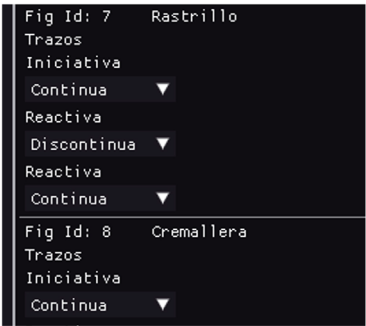 Fig Id: 7 Rastrillo
Trazos
Iniciativa
Continua
Reactiva
Discontinua
Reactiva
Continua
Fig Id: 8 Cremallera
Trazos
Iniciativa
Continua